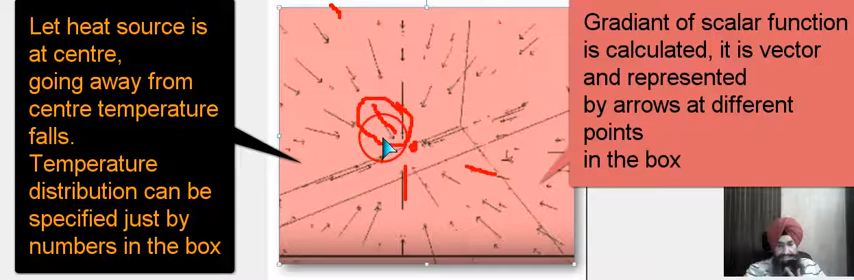 Let heat source is
at centre,
going away from
centre temperature
falls.
Temperature
distribution can be
specified just by
numbers in the box
Gradiant of scalar function
is calculated, it is vector
and represented
by arrows at different
points
in the box